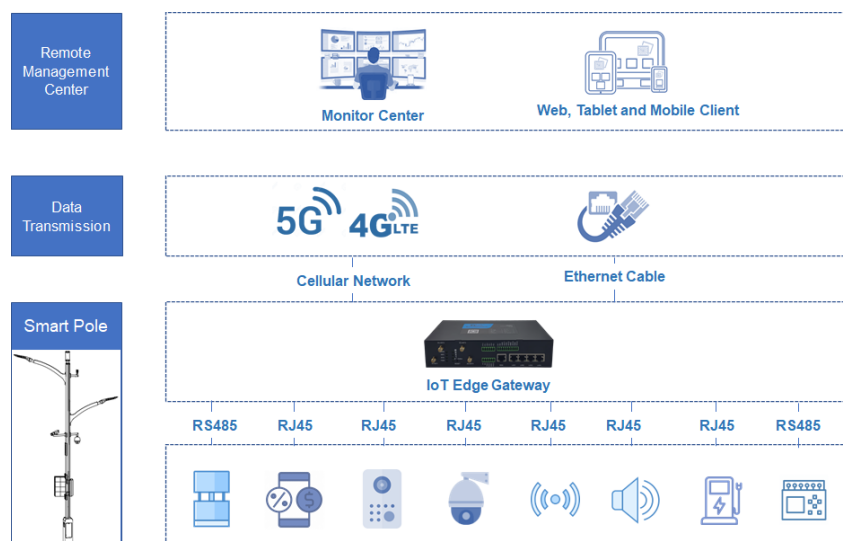 Remote
Management
Center
Monitor Center
Web, Tablet and Mobile Client
Data
Transmission
5G 4G LTE
Cellular Network
Ethernet Cable
Smart Pole
IoT Edge Gateway
RS485 RJ45 RJ45 RJ45 RJ45 RJ45 RJ45 RS485
% $